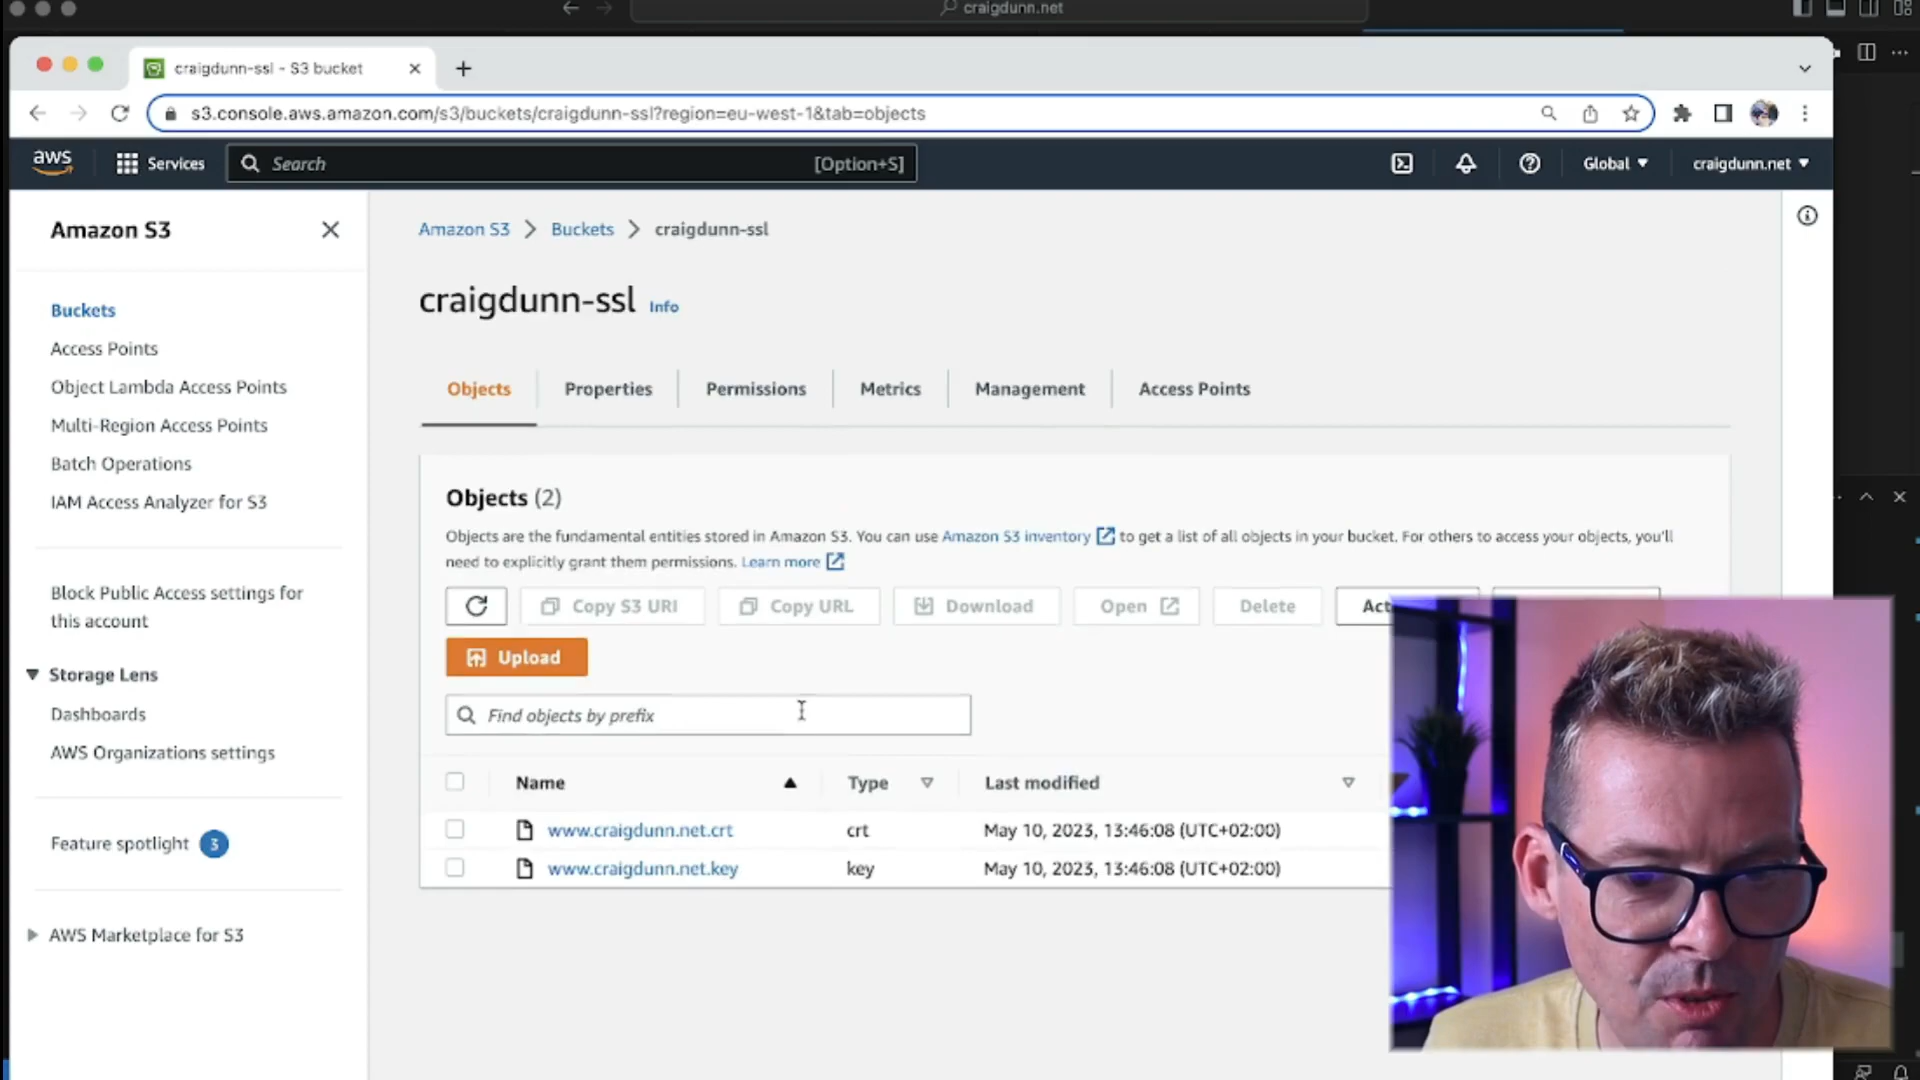 craigdunn.net
craigdunn-ssl - S3 bucket
s3.console.aws.amazon.com/s3/buckets/craigdunn-ssl?region=eu-west-1&tab=objects
aws
Services
Search
[Option+S]
Global
craigdunn.net
Amazon S3
Buckets
Access Points
Object Lambda Access Points
Multi-Region Access Points
Batch Operations
IAM Access Analyzer for S3
Block Public Access settings for
this account
Storage Lens
Dashboards
AWS Organizations settings
Feature spotlight 3
AWS Marketplace for S3
Amazon S3 > Buckets > craigdunn-ssl
craigdunn-ssl Info
Objects
Properties
Permissions
Metrics
Management
Access Points
Objects (2)
Objects are the fundamental entities stored in Amazon S3. You can use Amazon S3 inventory to get a list of all objects in your bucket. For others to access your objects, you'll
need to explicitly grant them permissions. Learn more
Copy S3 URI
Copy URL
Download
Open
Delete
Act
Upload
Find objects by prefix
Name
Type
Last modified
www.craigdunn.net.crt crt May 10, 2023, 13:46:08 (UTC+02:00)
www.craigdunn.net.key key May 10, 2023, 13:46:08 (UTC+02:00)